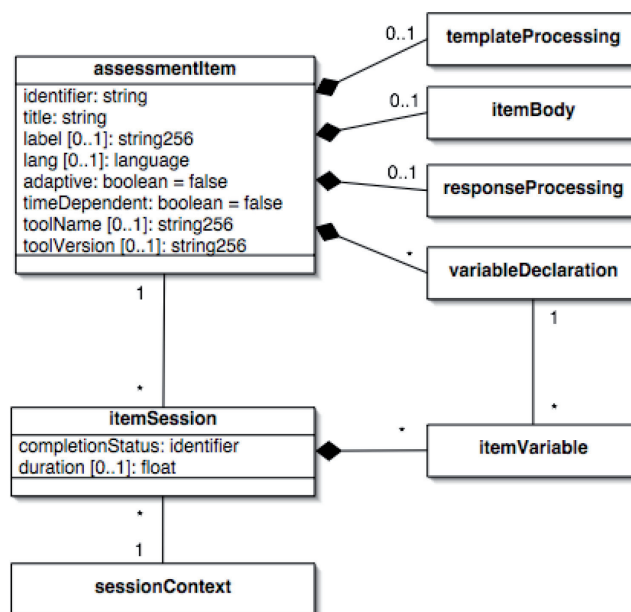 0..1
templateProcessing
assessmentItem
identifier: string
title: string
label [0..1]: string256
lang [0..1]: language
adaptive: boolean = false
timeDependent: boolean = false
toolName [0..1]: string256
toolVersion [0..1]: string256
0..1
itemBody
0..1
responseProcessing
*
variableDeclaration
1
1
*
*
itemSession
completionStatus: identifier
duration [0..1]: float
*
itemVariable
*
1
sessionContext